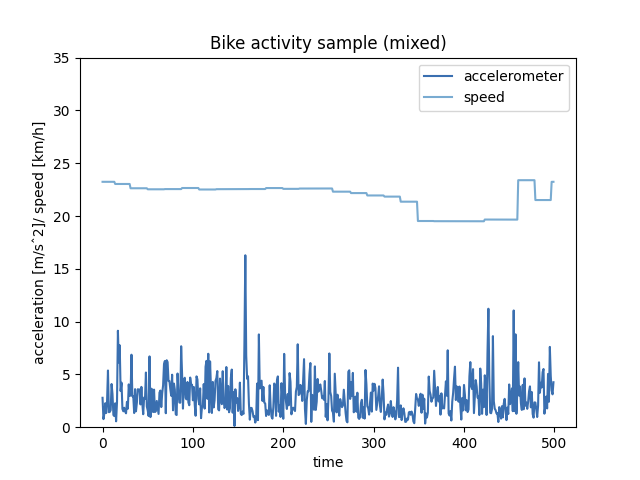 Bike activity sample (mixed)
accelerometer
speed
acceleration [m/s^2]/ speed [km/h]
35
30
25
20
15
10
5
0
0 100 200 300 400 500
time